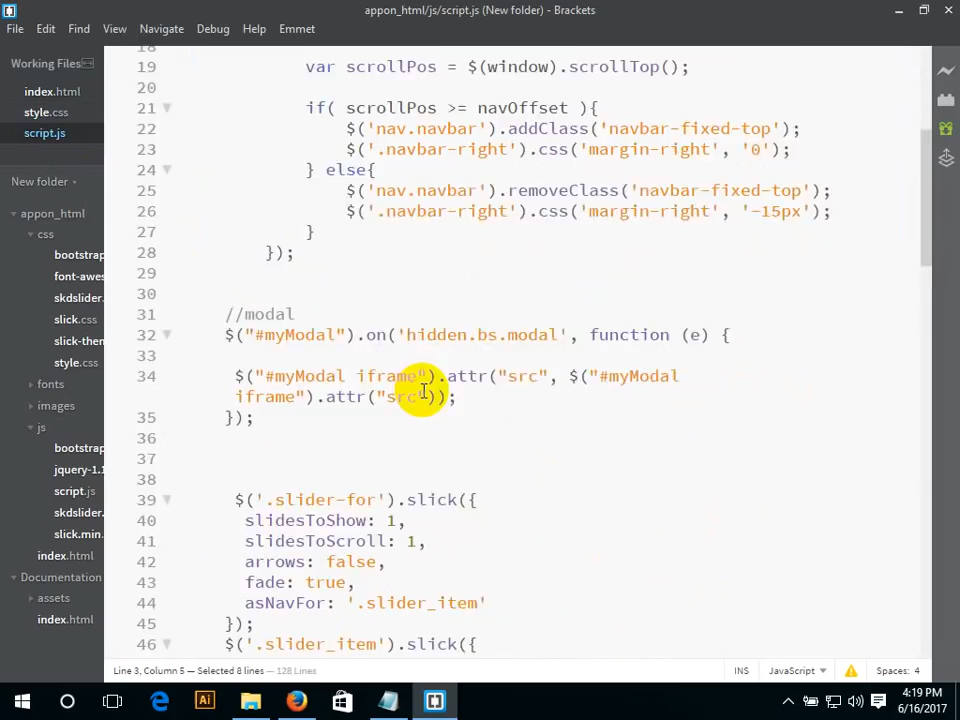 appon_html/js/script.js (New folder) - Brackets
File Edit Find View Navigate Debug Help Emmet
Working Files
index.html
style.css
script.js
New folder
appon_html
css
bootstrap
font-awes
skdslider.
slick.css
slick-then
style.css
fonts
images
js
bootstrap
jquery-1.1
script.js
skdslider.
slick.min.
index.html
Documentation
assets
index.html
18
19 var scrollPos = $(window).scrollTop();
20
21 if( scrollPos >= navOffset ){
22 $('nav.navbar').addClass('navbar-fixed-top');
23 $('.navbar-right').css('margin-right', '0');
24 } else{
25 $('nav.navbar').removeClass('navbar-fixed-top');
26 $('.navbar-right').css('margin-right', '-15px');
27 }
28 });
29
30
31 //modal
32 $("#myModal").on('hidden.bs.modal', function (e) {
33
34 $("#myModal iframe").attr("src", $("#myModal
iframe").attr("src"));
35 });
36
37
38
39 $('.slider-for').slick({
40 slidesToShow: 1,
41 slidesToScroll: 1,
42 arrows: false,
43 fade: true,
44 asNavFor: '.slider_item'
45 });
46 $('.slider_item').slick({
Line 3, Column 5 — Selected 8 lines — 128 Lines
INS JavaScript Spaces: 4
Ai
4:19 PM
6/16/2017